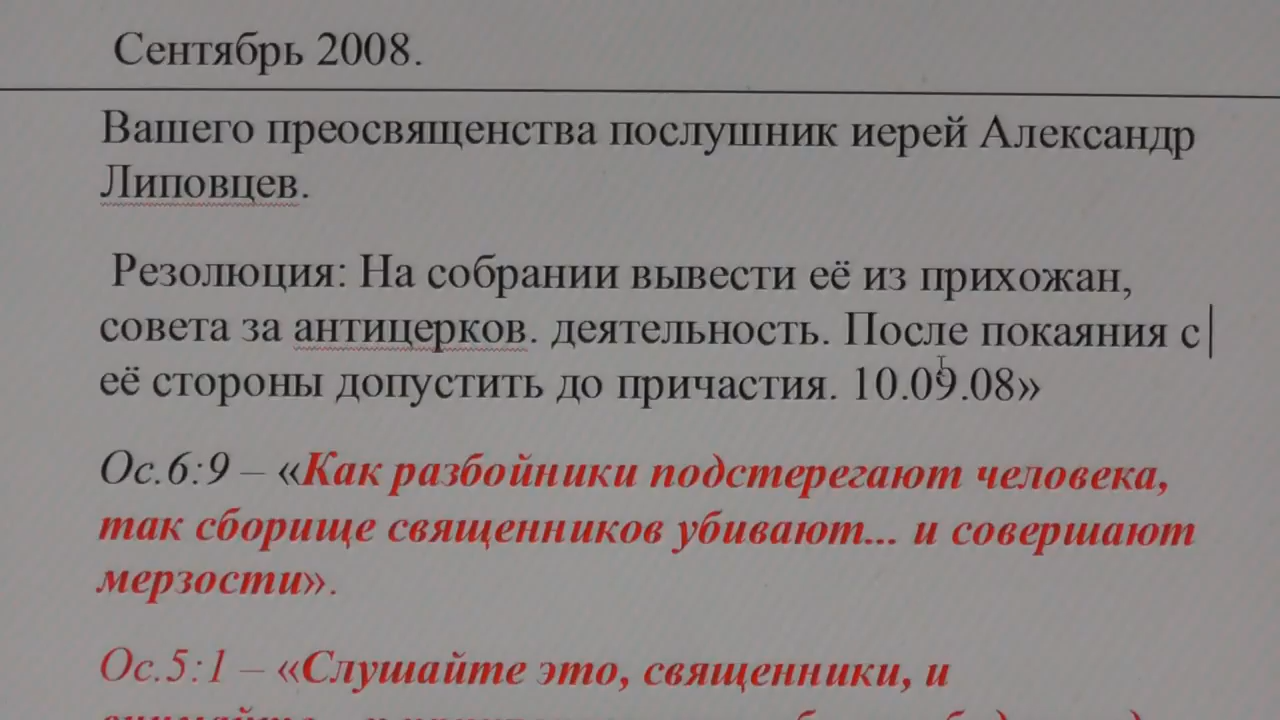 Сентябрь 2008.
Вашего преосвященства послушник иерей Александр
Липовцев.
Резолюция: На собрании вывести её из прихожан,
совета за антицерков. деятельность. После покаяния с
её стороны допустить до причастия. 10.09.08»
Ос.6:9 – «Как разбойники подстерегают человека,
так сборище священников убивают... и совершают
мерзости».
Ос.5:1 – «Слушайте это, священники, и